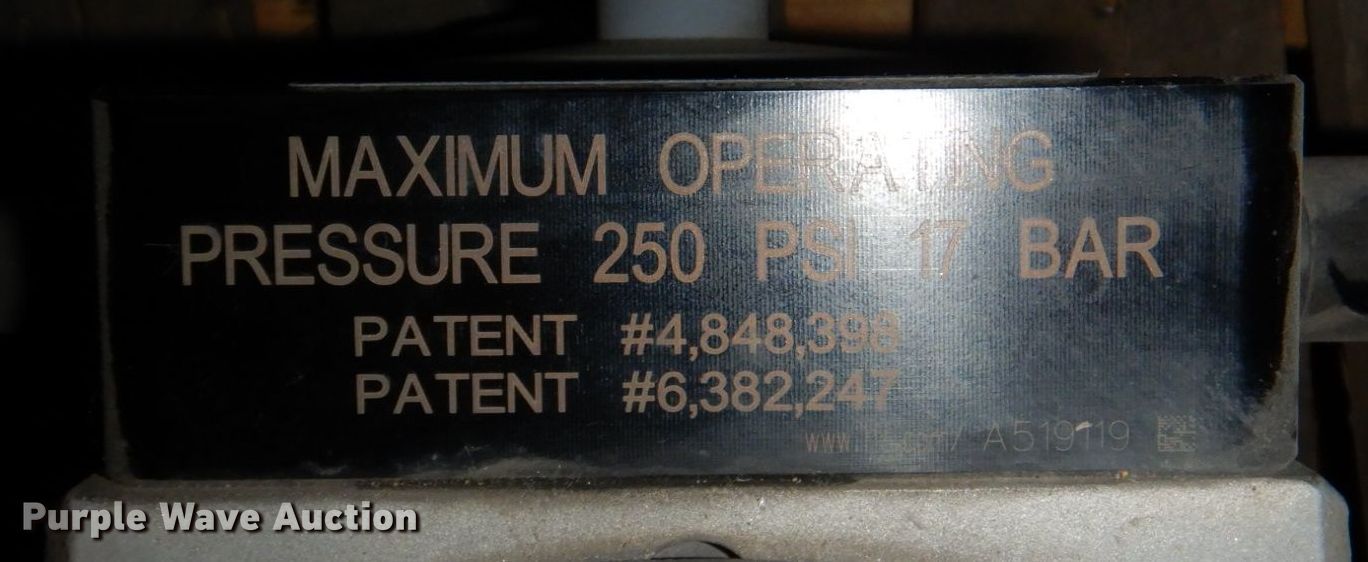 MAXIMUM OPERATING
PRESSURE 250 PSI 17 BAR
PATENT #4,848,398
PATENT #6,382,247
A519119
Purple Wave Auction